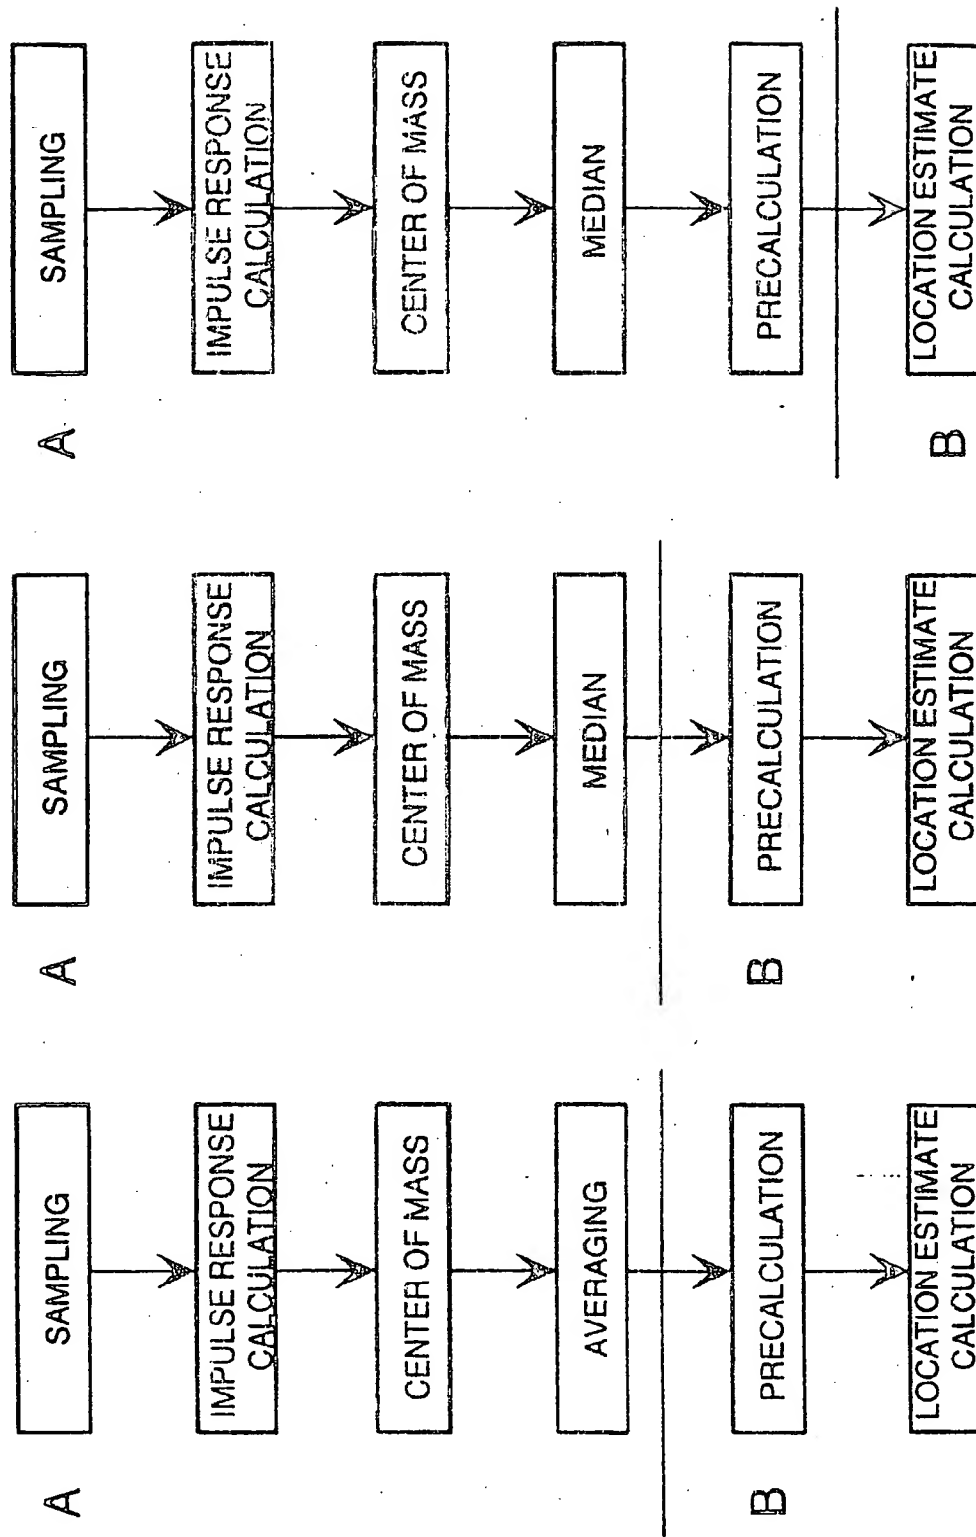 A
SAMPLING
IMPULSE RESPONSE
CALCULATION
CENTER OF MASS
AVERAGING
B
PRECALCULATION
LOCATION ESTIMATE
CALCULATION
A
SAMPLING
IMPULSE RESPONSE
CALCULATION
CENTER OF MASS
MEDIAN
B
PRECALCULATION
LOCATION ESTIMATE
CALCULATION
A
SAMPLING
IMPULSE RESPONSE
CALCULATION
CENTER OF MASS
MEDIAN
PRECALCULATION
B
LOCATION ESTIMATE
CALCULATION